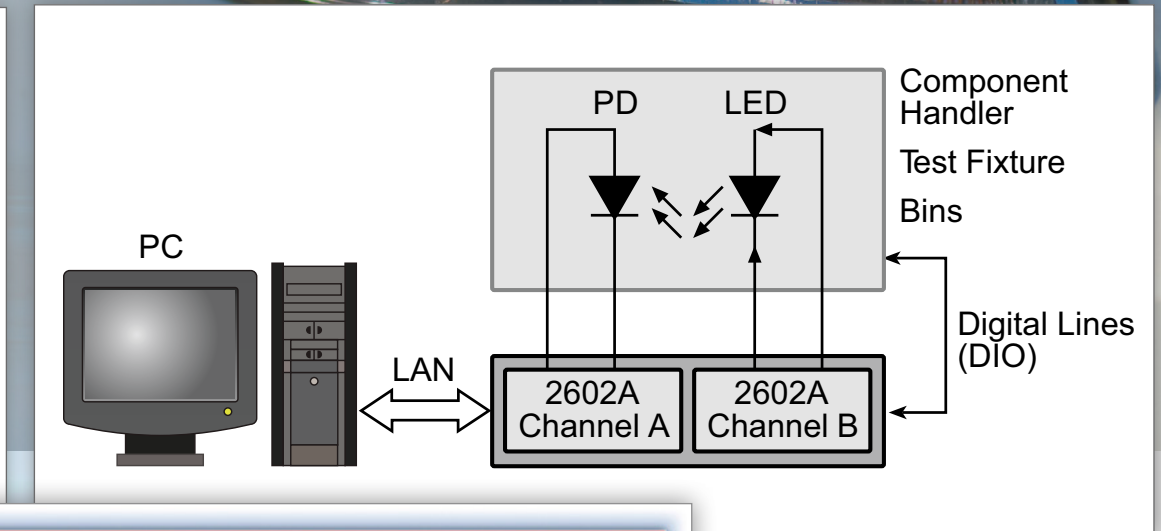 PD
LED
Component
Handler
Test Fixture
Bins
PC
Digital Lines
(DIO)
LAN
2602A
Channel A
2602A
Channel B